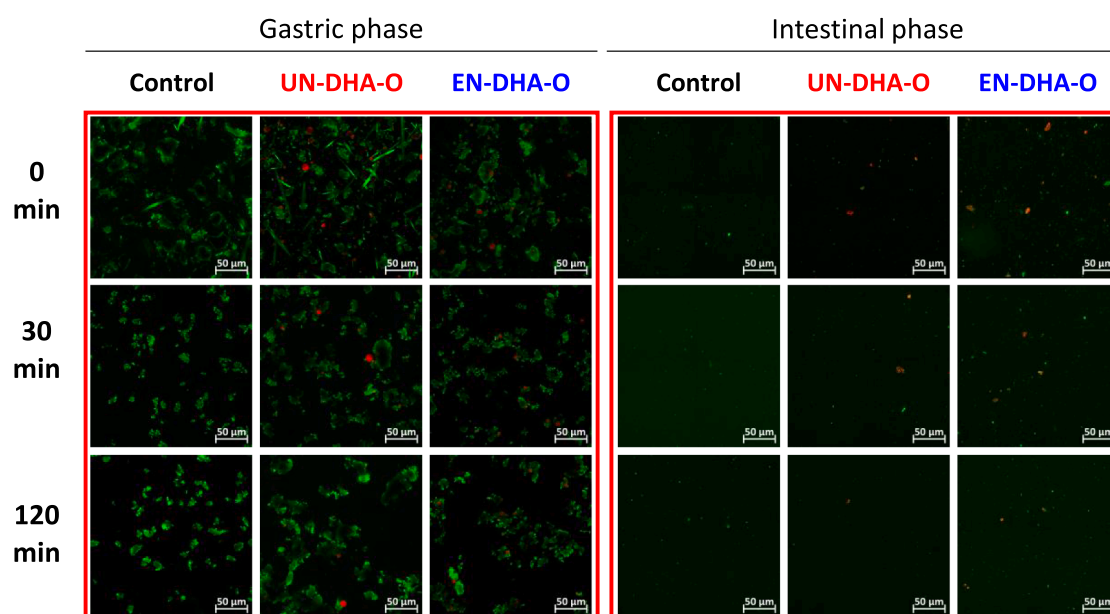 Gastric phase Intestinal phase
Control UN-DHA-O EN-DHA-O Control UN-DHA-O EN-DHA-O
0
min
50 µm 50 µm 50 µm 50 µm 50 µm 50 µm
30
min
50 µm 50 µm 50 µm 50 µm 50 µm 50 µm
120
min
50 µm 50 µm 50 µm 50 µm 50 µm 50 µm